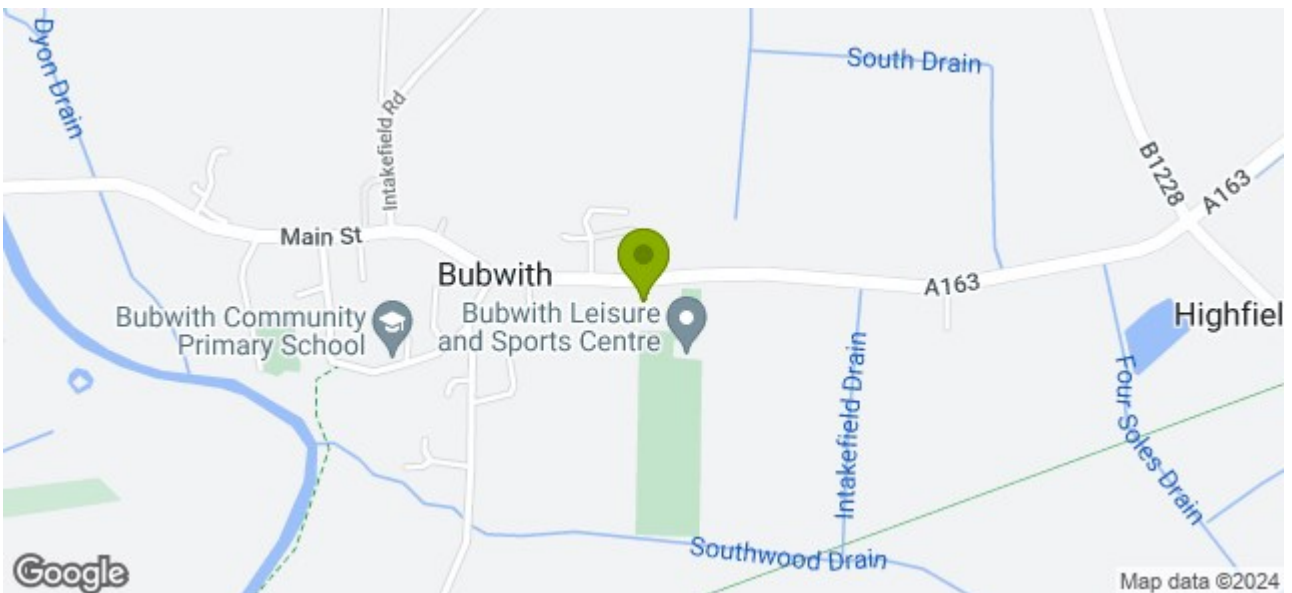 Dyon Drain
Intakefield Rd
South Drain
B1228
A163
Main St
Bubwith
A163
Bubwith Community
Primary School
Bubwith Leisure
and Sports Centre
Highfiel
Intakefield Drain
Four Soles Drain
Southwood Drain
Google
Map data ©2024